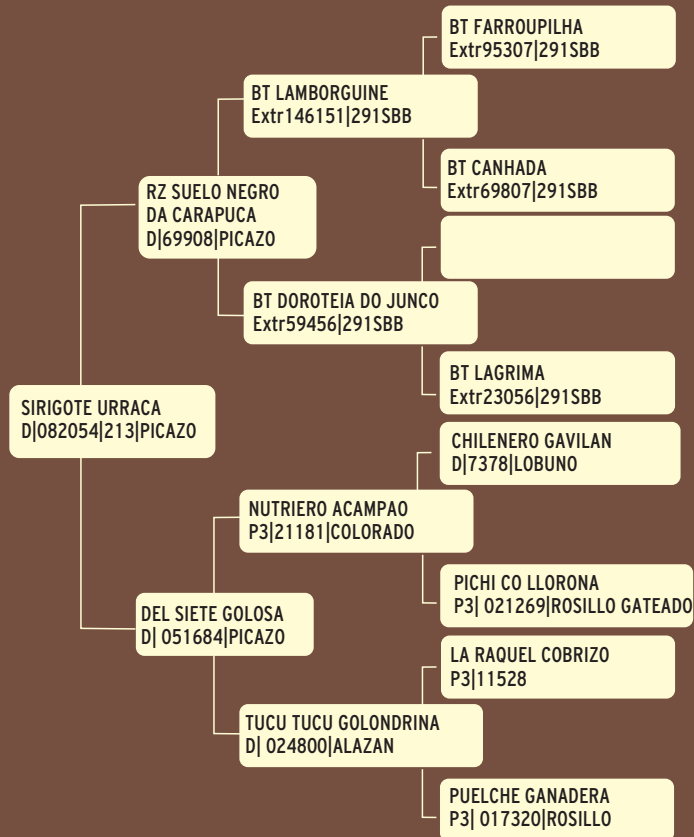 BT FARROUPILHA
Extr95307|291SBB
BT LAMBORGUINE
Extr146151|291SBB
BT CANHADA
Extr69807|291SBB
RZ SUELO NEGRO
DA CARAPUCA
D|69908|PICAZO
BT DOROTEIA DO JUNCO
Extr59456|291SBB
BT LAGRIMA
Extr23056|291SBB
SIRIGOTE URRACA
D|082054|213|PICAZO
CHILENERO GAVILAN
D|7378|LOBUNO
NUTRIERO ACAMPAO
P3|21181|COLORADO
PICHI CO LLORONA
P3| 021269|ROSILLO GATEADO
DEL SIETE GOLOSA
D| 051684|PICAZO
LA RAQUEL COBRIZO
P3|11528
TUCU TUCU GOLONDRINA
D| 024800|ALAZAN
PUELCHE GANADERA
P3| 017320|ROSILLO